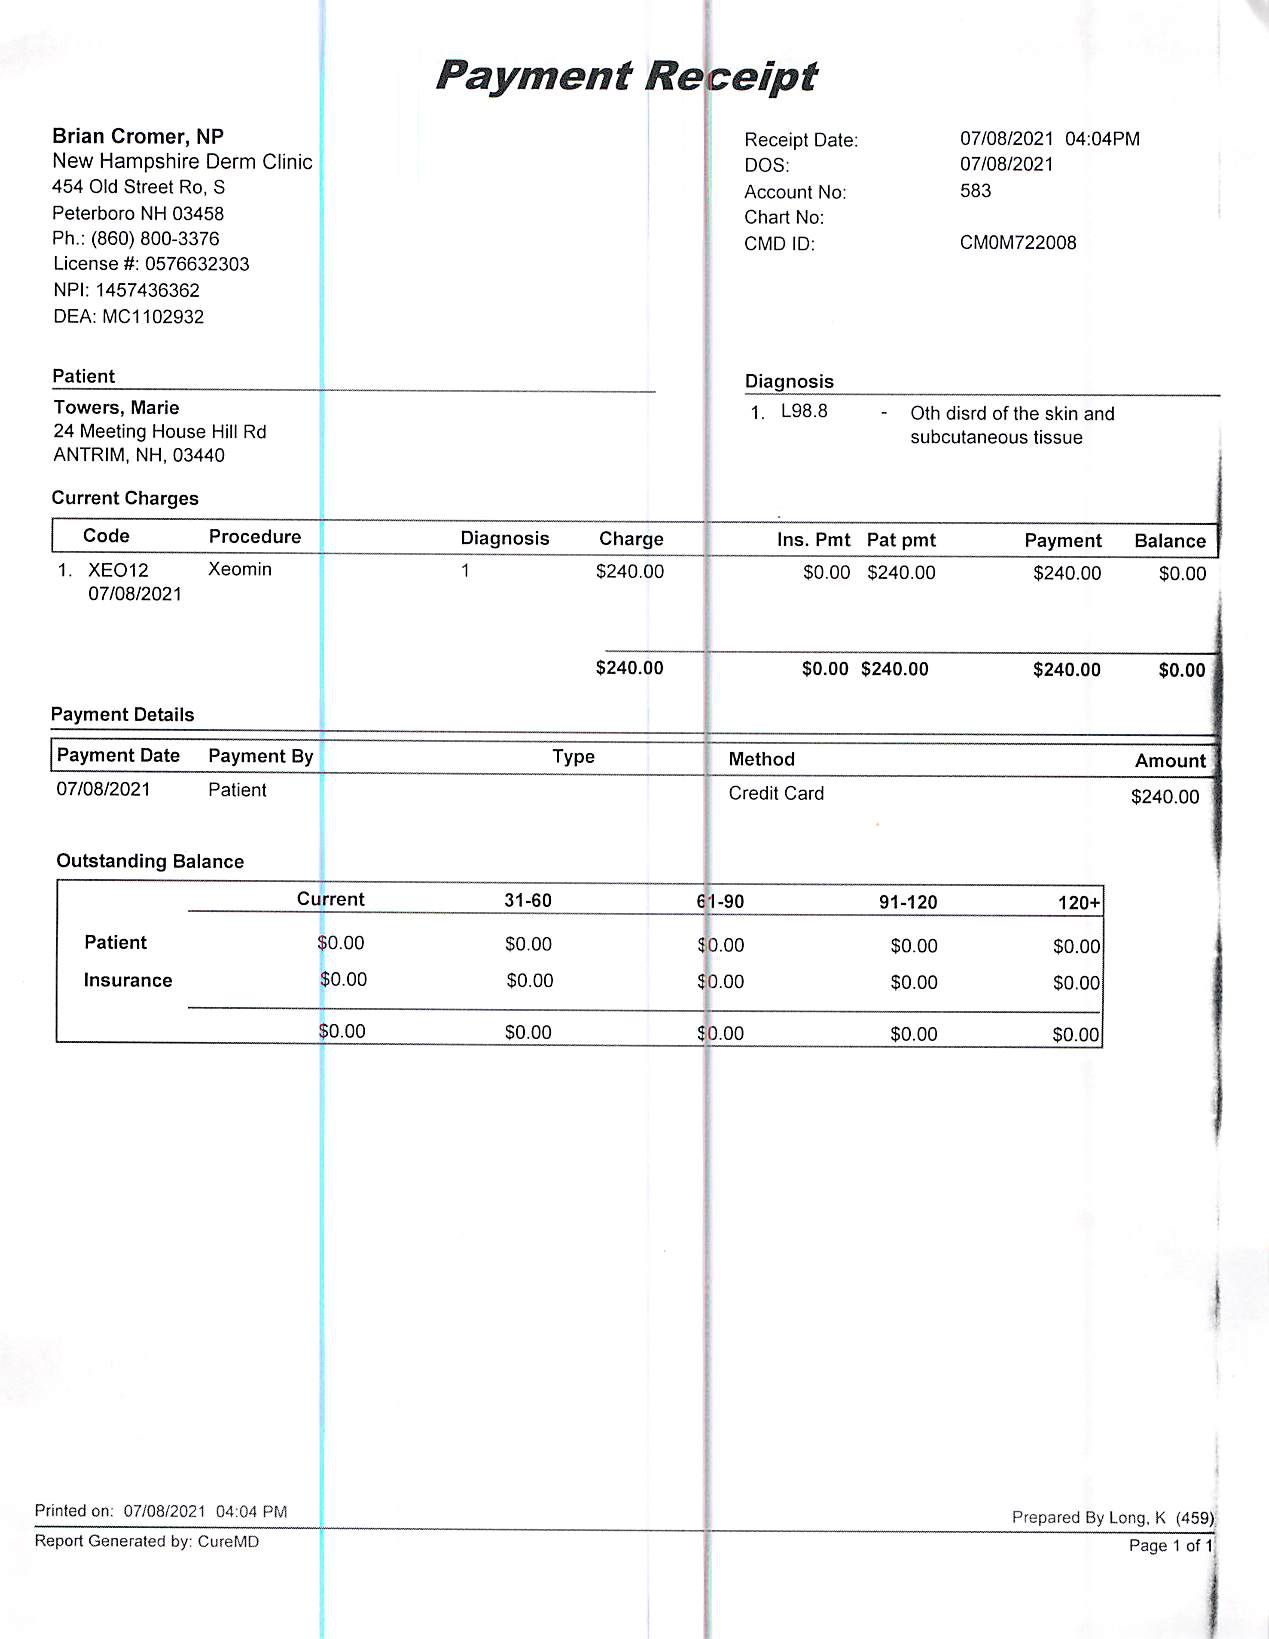 Payment Receipt
Brian Cromer, NP
New Hampshire Derm Clinic
454 Old Street Ro, S
Peterboro NH 03458
Ph.: (860) 800-3376
License #: 0576632303
NPI: 1457436362
DEA: MC1102932
Receipt Date: 07/08/2021 04:04PM
DOS: 07/08/2021
Account No: 583
Chart No:
CMD ID: CM0M722008
Patient
Towers, Marie
24 Meeting House Hill Rd
ANTRIM, NH, 03440
Diagnosis
1. L98.8 - Oth disrd of the skin and
subcutaneous tissue
Current Charges
Code Procedure Diagnosis Charge Ins. Pmt Pat pmt Payment Balance
1. XEO12 Xeomin 1 $240.00 $0.00 $240.00 $240.00 $0.00
07/08/2021
$240.00 $0.00 $240.00 $240.00 $0.00
Payment Details
Payment Date Payment By Type Method Amount
07/08/2021 Patient Credit Card $240.00
Outstanding Balance
Current 31-60 61-90 91-120 120+
Patient $0.00 $0.00 $0.00 $0.00 $0.00
Insurance $0.00 $0.00 $0.00 $0.00 $0.00
$0.00 $0.00 $0.00 $0.00 $0.00
Printed on: 07/08/2021 04:04 PM
Prepared By Long, K (459)
Report Generated by: CureMD
Page 1 of 1